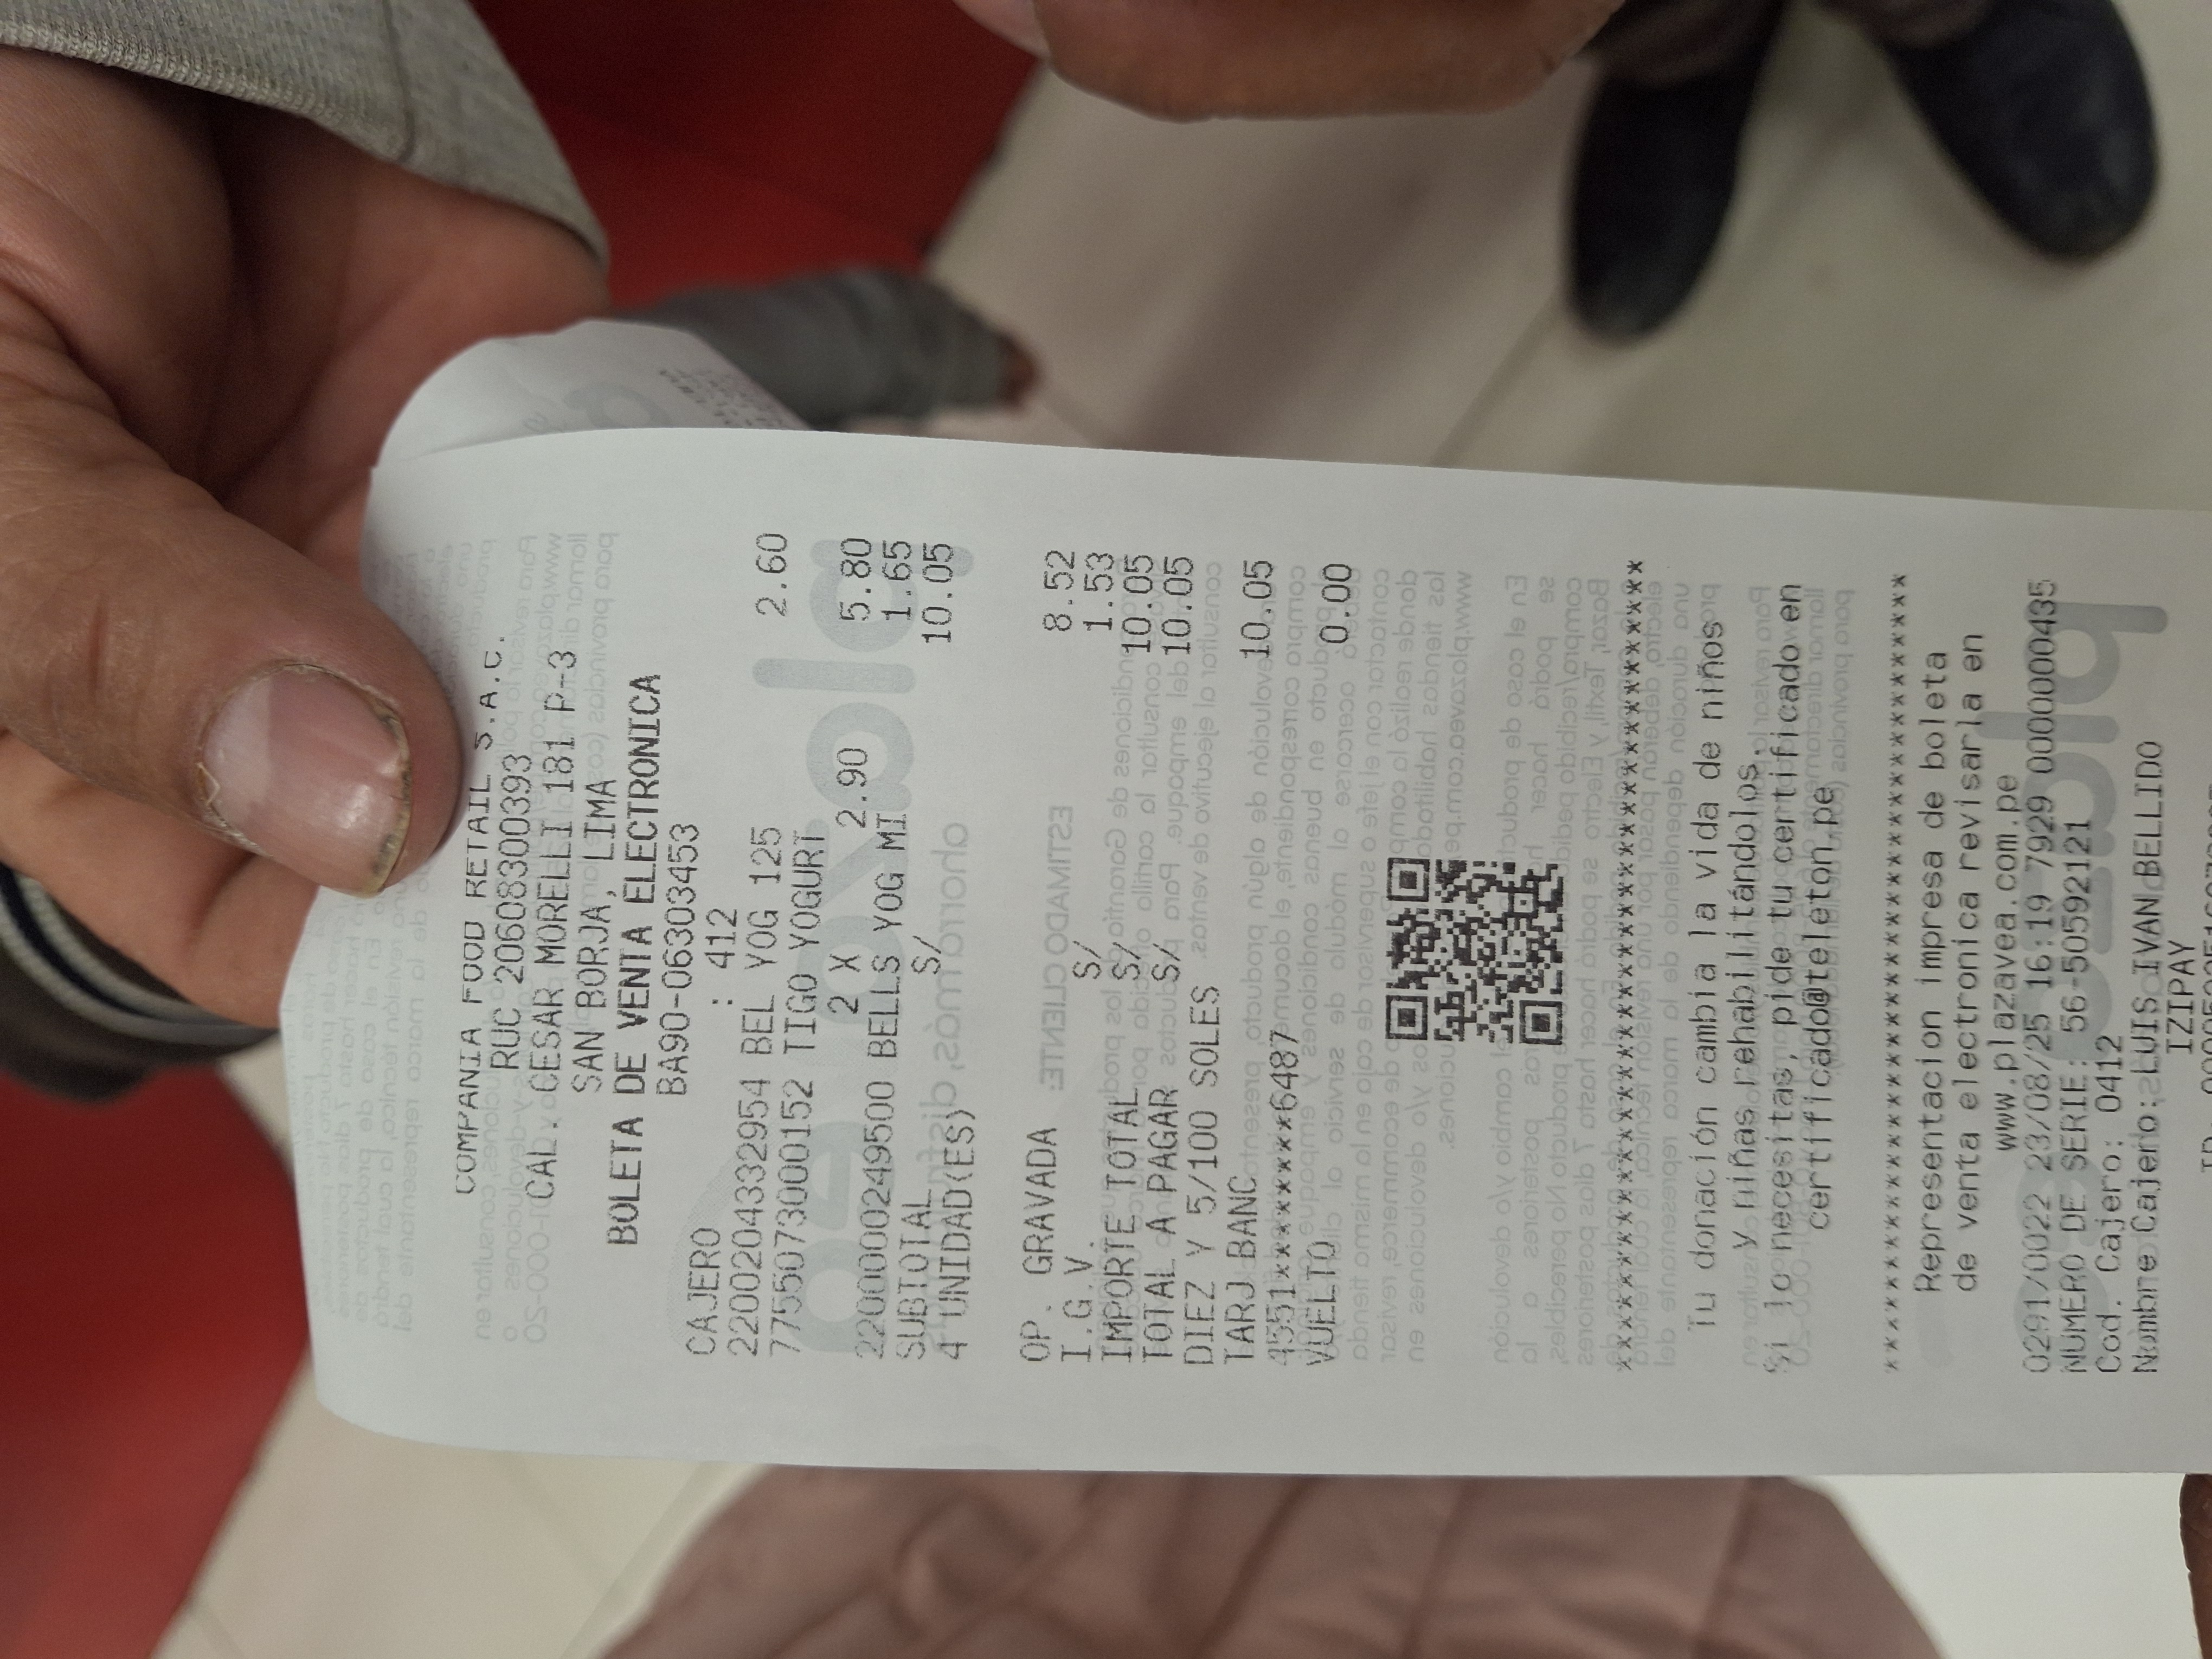 COMPANIA FOOD RETAIL S.A.C.
RUC 20608300393
CAL. CESAR MORELLI 181 P-3
SAN BORJA, LIMA
BOLETA DE VENTA ELECTRONICA
BA90-06303453
CAJERO : 412
2200204332954 BEL YOG 125 2.60
7755073000152 TIGO YOGURT
2 X 2.90 5.80
2200000249500 BELLS YOG MI 1.65
SUBTOTAL S/ 10.05
4 UNIDAD(ES)
OP. GRAVADA 8.52
I.G.V. S/ 1.53
IMPORTE TOTAL S/ 10.05
TOTAL A PAGAR S/ 10.05
DIEZ Y 5/100 SOLES
TARJ BANC 10.05
4551********6487
VUELTO 0.00
****************************************
Tu donación cambia la vida de niños
y niñas rehabilitándolos.
Si lo necesitas, pide tu certificado en
certificado@teleton.pe
****************************************
Representacion impresa de boleta
de venta electronica revisarla en
www.plazavea.com.pe
0291/0022 23/08/25 16:19 7929 0000000435
NUMERO DE SERIE: 56-50592121
Cod. Cajero: 0412
Nombre Cajero: LUIS IVAN BELLIDO
IZIPAY